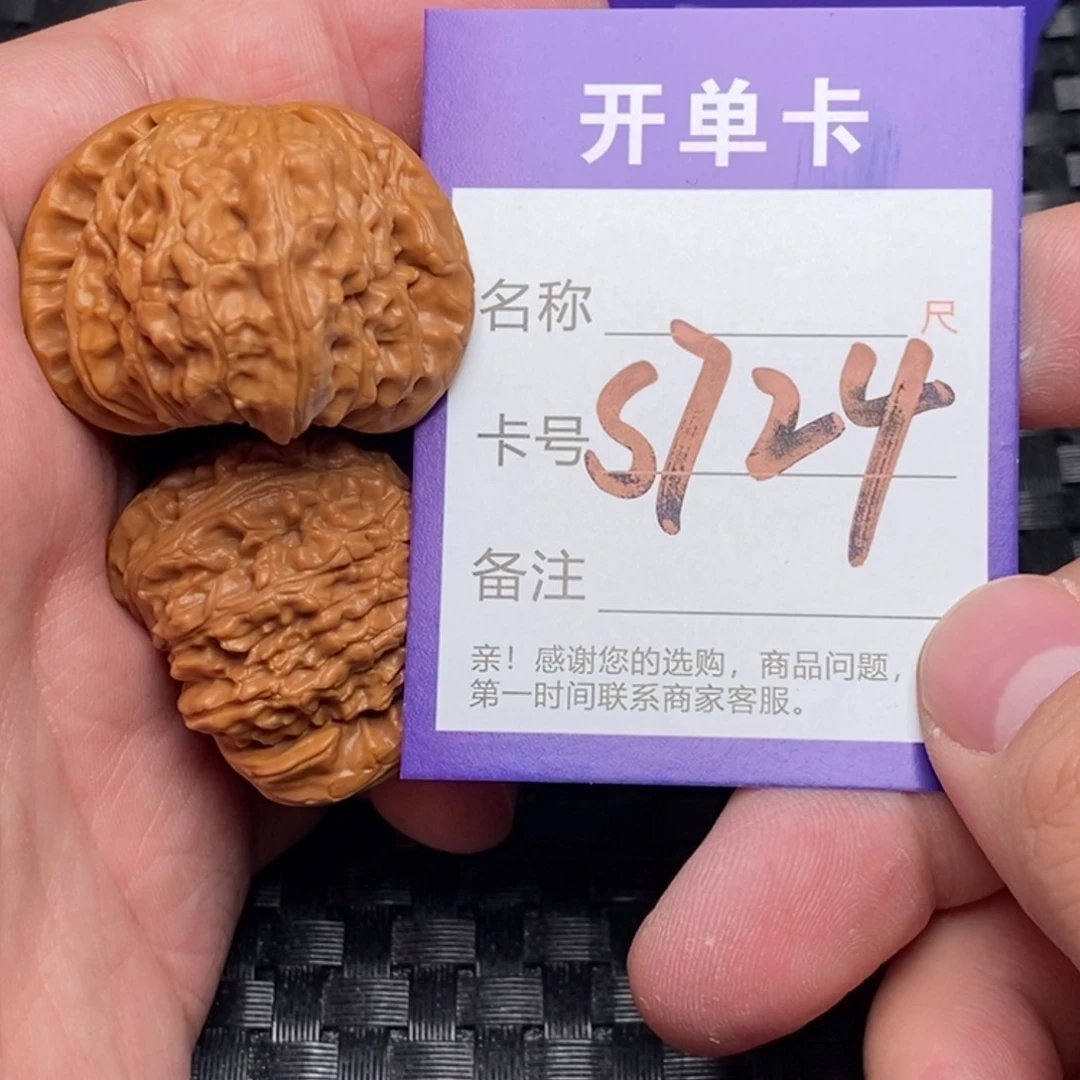 开单卡
名称 尺
卡号 S724
备注
亲！感谢您的选购，商品问题，
第一时间联系商家客服。